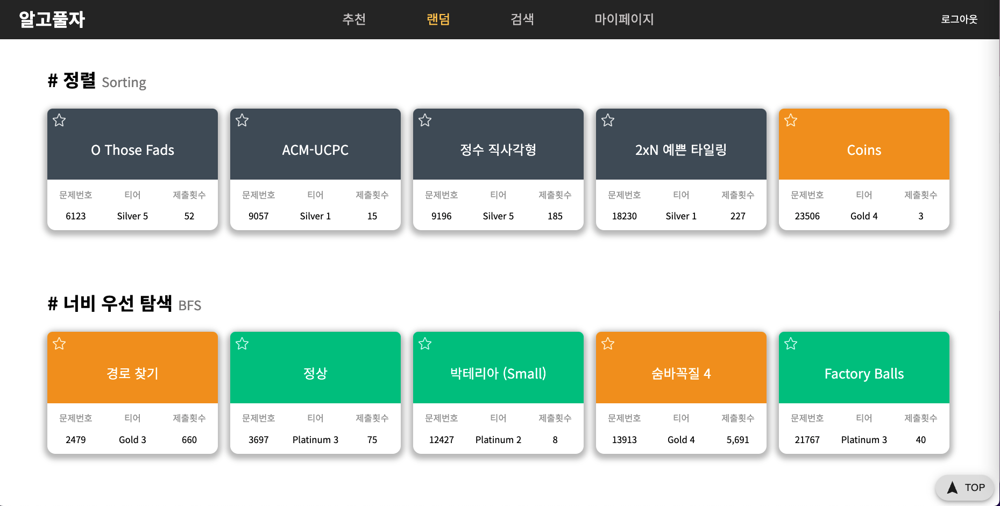 알고풀자 추천 랜덤 검색 마이페이지 로그아웃
# 정렬 Sorting
O Those Fads
문제번호 티어 제출횟수
6123 Silver 5 52
ACM-UCPC
문제번호 티어 제출횟수
9057 Silver 1 15
정수 직사각형
문제번호 티어 제출횟수
9196 Silver 5 185
2xN 예쁜 타일링
문제번호 티어 제출횟수
18230 Silver 1 227
Coins
문제번호 티어 제출횟수
23506 Gold 4 3
# 너비 우선 탐색 BFS
경로 찾기
문제번호 티어 제출횟수
2479 Gold 3 660
정상
문제번호 티어 제출횟수
3697 Platinum 3 75
박테리아 (Small)
문제번호 티어 제출횟수
12427 Platinum 2 8
숨바꼭질 4
문제번호 티어 제출횟수
13913 Gold 4 5,691
Factory Balls
문제번호 티어 제출횟수
21767 Platinum 3 40
TOP